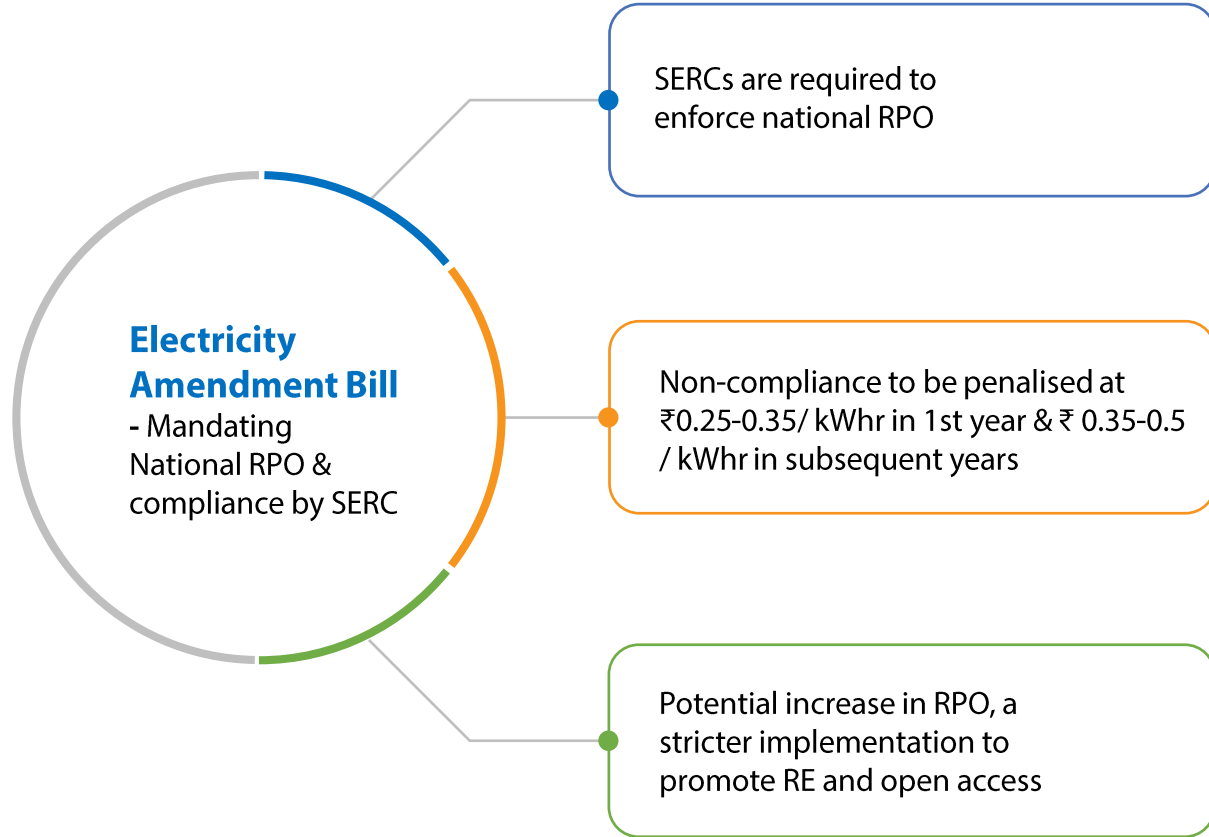 Electricity
Amendment Bill
- Mandating
National RPO &
compliance by SERC
SERCs are required to
enforce national RPO
Non-compliance to be penalised at
₹0.25-0.35/ kWhr in 1st year & ₹ 0.35-0.5
/ kWhr in subsequent years
Potential increase in RPO, a
stricter implementation to
promote RE and open access